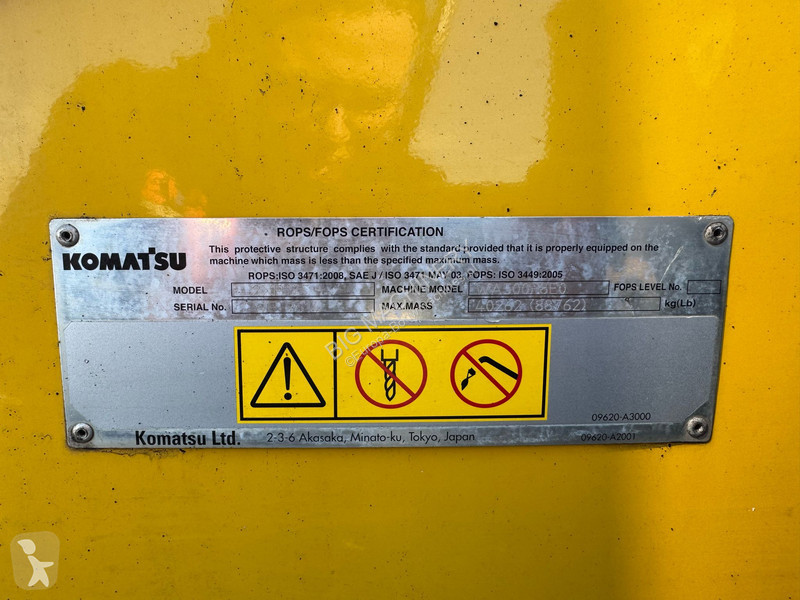 ROPS/FOPS CERTIFICATION
KOMATSU
This protective structure complies with the standard provided that it is properly equipped on the
machine which mass is less than the specified maximum mass.
ROPS:ISO 3471:2008, SAE J / ISO 3471 MAY 03, FOPS: ISO 3449:2005
MODEL MACHINE MODEL FOPS LEVEL No.
SERIAL No. MAX.MASS 40262 (88762) kg(Lb)
09620-A3000
Komatsu Ltd. 2-3-6 Akasaka, Minato-ku, Tokyo, Japan 09620-A2001